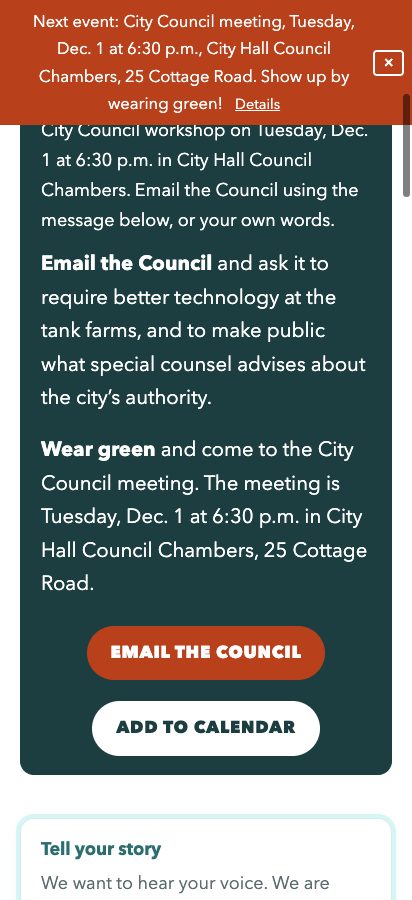 Next event: City Council meeting, Tuesday,
Dec. 1 at 6:30 p.m., City Hall Council
Chambers, 25 Cottage Road. Show up by
wearing green! Details
×
City Council workshop on Tuesday, Dec.
1 at 6:30 p.m. in City Hall Council
Chambers. Email the Council using the
message below, or your own words.
Email the Council and ask it to
require better technology at the
tank farms, and to make public
what special counsel advises about
the city’s authority.
Wear green and come to the City
Council meeting. The meeting is
Tuesday, Dec. 1 at 6:30 p.m. in City
Hall Council Chambers, 25 Cottage
Road.
EMAIL THE COUNCIL
ADD TO CALENDAR
Tell your story
We want to hear your voice. We are